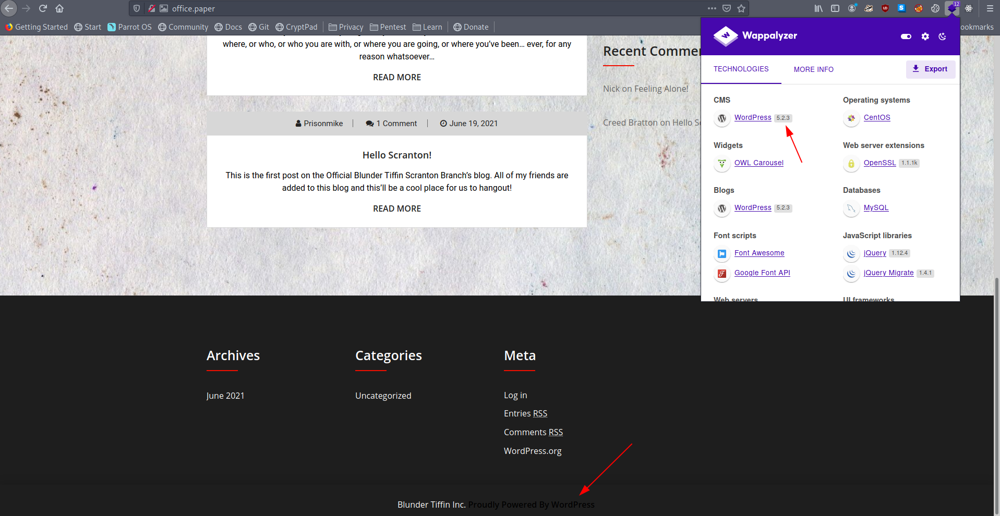 office.paper
12
Getting Started
Start
Parrot OS
Community
Docs
Git
CryptPad
Privacy
Pentest
Learn
Donate
ookmarks
where, or who, or who you are with, or where you are going, or where you’ve been… ever, for any
reason whatsoever…
READ MORE
Prisonmike
1 Comment
June 19, 2021
Hello Scranton!
This is the first post on the Official Blunder Tiffin Scranton Branch’s blog. All of my friends are
added to this blog and this’ll be a cool place for us to hangout!
READ MORE
Recent Commen
Nick on Feeling Alone!
Creed Bratton on Hello Sc
Wappalyzer
TECHNOLOGIES
MORE INFO
Export
CMS
WordPress 5.2.3
Operating systems
CentOS
Widgets
OWL Carousel
Web server extensions
OpenSSL 1.1.1k
Blogs
WordPress 5.2.3
Databases
MySQL
Font scripts
Font Awesome
Google Font API
JavaScript libraries
jQuery 1.12.4
jQuery Migrate 1.4.1
Web servers
UI frameworks
Archives
June 2021
Categories
Uncategorized
Meta
Log in
Entries RSS
Comments RSS
WordPress.org
Blunder Tiffin Inc. Proudly Powered By WordPress